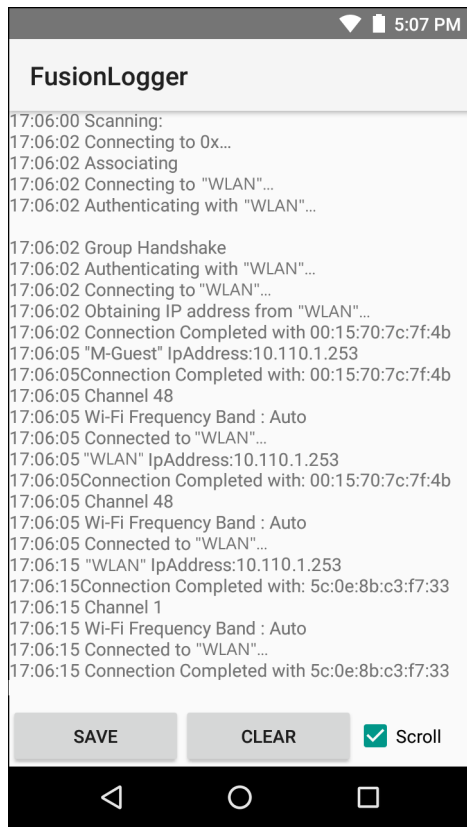 5:07 PM
FusionLogger
17:06:00 Scanning:
17:06:02 Connecting to 0x...
17:06:02 Associating
17:06:02 Connecting to "WLAN"...
17:06:02 Authenticating with "WLAN"...
17:06:02 Group Handshake
17:06:02 Authenticating with "WLAN"...
17:06:02 Connecting to "WLAN"...
17:06:02 Obtaining IP address from "WLAN"...
17:06:02 Connection Completed with 00:15:70:7c:7f:4b
17:06:05 "M-Guest" IpAddress:10.110.1.253
17:06:05Connection Completed with: 00:15:70:7c:7f:4b
17:06:05 Channel 48
17:06:05 Wi-Fi Frequency Band : Auto
17:06:05 Connected to "WLAN"...
17:06:05 "WLAN" IpAddress:10.110.1.253
17:06:05Connection Completed with: 00:15:70:7c:7f:4b
17:06:05 Channel 48
17:06:05 Wi-Fi Frequency Band : Auto
17:06:05 Connected to "WLAN"...
17:06:15 "WLAN" IpAddress:10.110.1.253
17:06:15Connection Completed with: 5c:0e:8b:c3:f7:33
17:06:15 Channel 1
17:06:15 Wi-Fi Frequency Band : Auto
17:06:15 Connected to "WLAN"...
17:06:15 Connection Completed with 5c:0e:8b:c3:f7:33
SAVE CLEAR Scroll